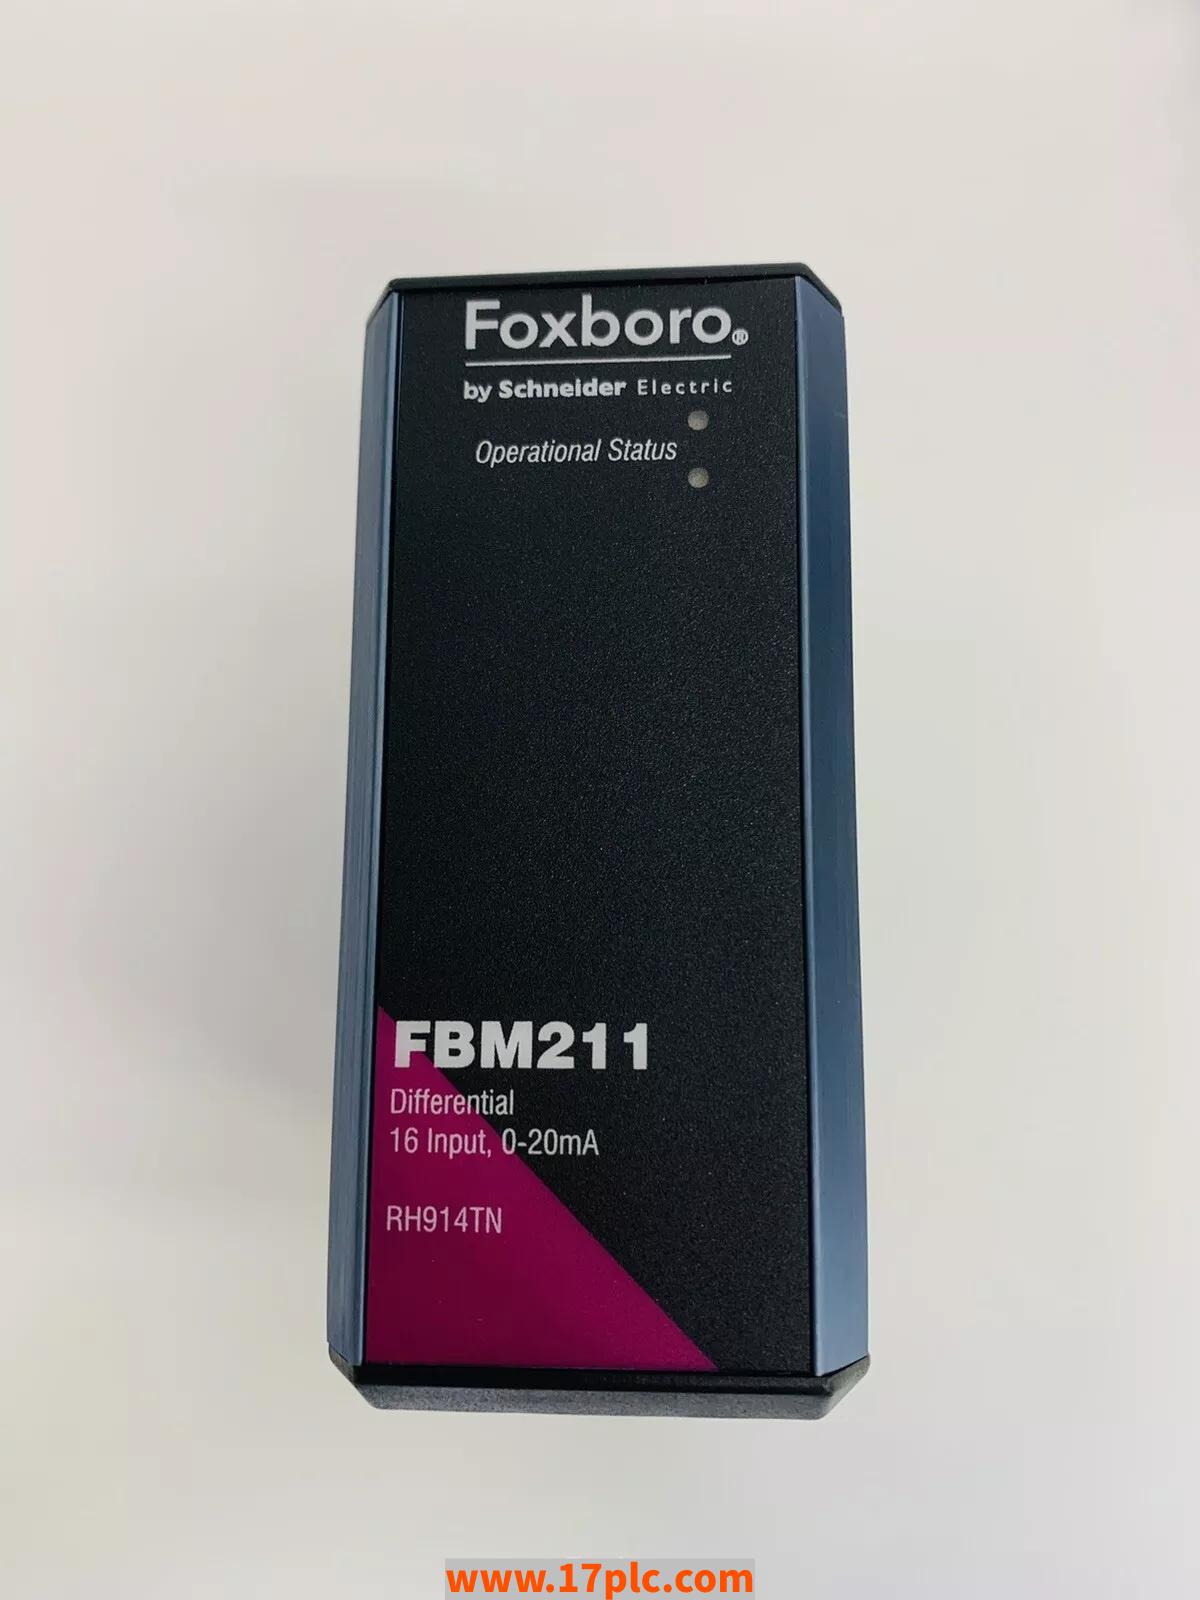 Foxboro®
by Schneider Electric
Operational Status
FBM211
Differential
16 Input, 0-20mA
RH914TN
www.17plc.com